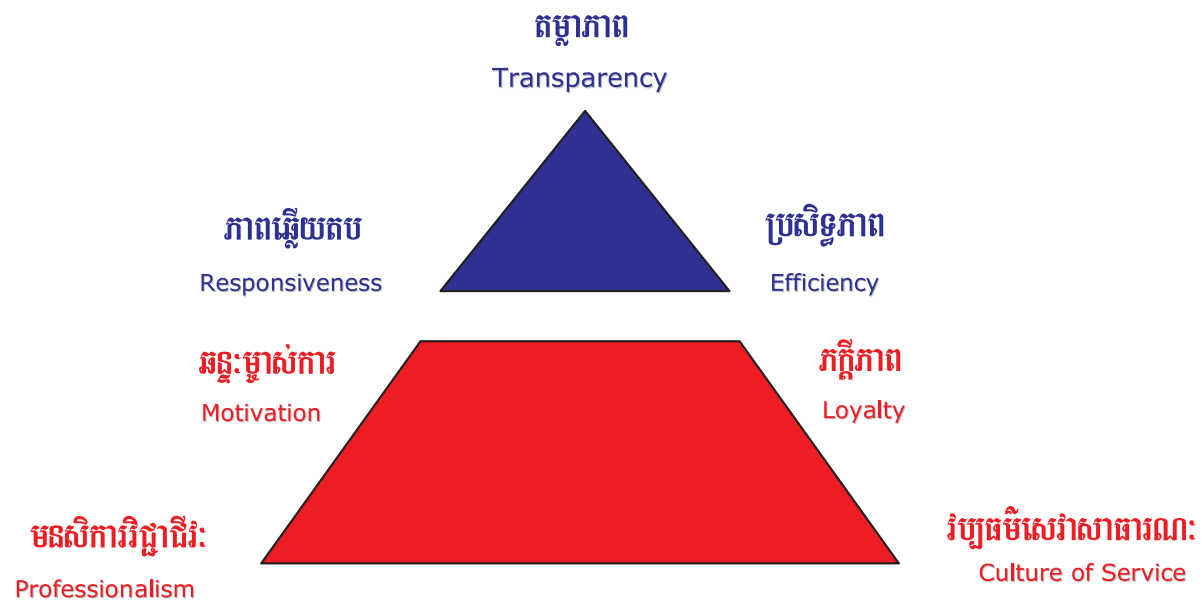 តម្លាភាព
Transparency
ភាពឆ្លើយតប
ប្រសិទ្ធភាព
Responsiveness
Efficiency
ឆន្ទៈម្ចាស់ការ
ភក្តីភាព
Motivation
Loyalty
មនសិការវិជ្ជាជីវៈ
វប្បធម៌សេវាសាធារណៈ
Professionalism
Culture of Service